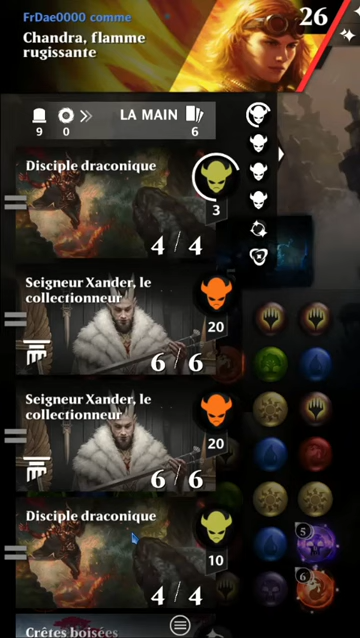 FrDae0000 comme
26
Chandra, flamme
rugissante
9 0 LA MAIN 6
Disciple draconique
3
4 / 4
Seigneur Xander, le
collectionneur
20
6 / 6
Seigneur Xander, le
collectionneur
20
6 / 6
Disciple draconique
10
4 / 4
5
6
Crêtes boisées